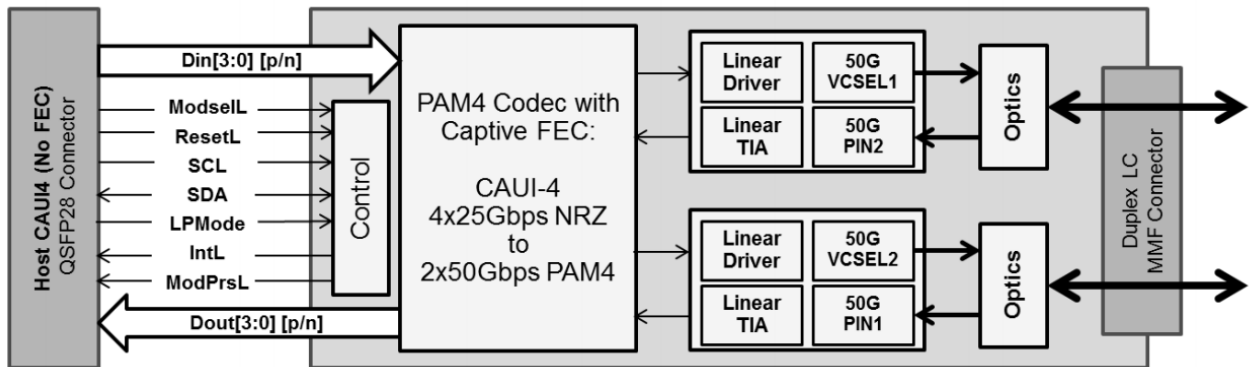 Host CAUI4 (No FEC)
QSFP28 Connector
Din[3:0] [p/n]
ModselL
ResetL
SCL
SDA
LPMode
IntL
ModPrsL
Dout[3:0] [p/n]
Control
PAM4 Codec with
Captive FEC:
CAUI-4
4x25Gbps NRZ
to
2x50Gbps PAM4
Linear
Driver
50G
VCSEL1
Linear
TIA
50G
PIN2
Optics
Linear
Driver
50G
VCSEL2
Linear
TIA
50G
PIN1
Optics
Duplex LC
MMF Connector